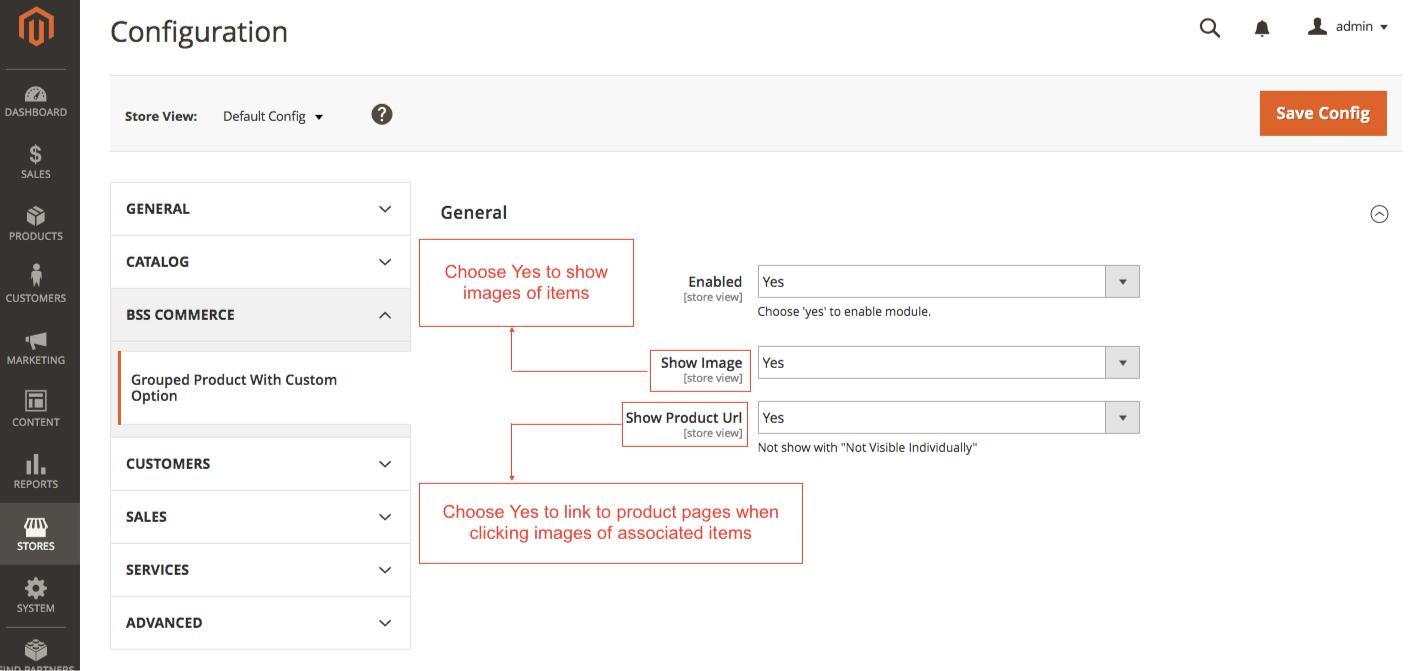 Configuration
admin
DASHBOARD
SALES
PRODUCTS
CUSTOMERS
MARKETING
CONTENT
REPORTS
STORES
SYSTEM
FIND PARTNERS
Store View:
Default Config
?
Save Config
GENERAL
CATALOG
BSS COMMERCE
Grouped Product With Custom
Option
CUSTOMERS
SALES
SERVICES
ADVANCED
General
Choose Yes to show
images of items
Enabled
[store view]
Yes
Choose 'yes' to enable module.
Show Image
[store view]
Yes
Show Product Url
[store view]
Yes
Not show with "Not Visible Individually"
Choose Yes to link to product pages when
clicking images of associated items